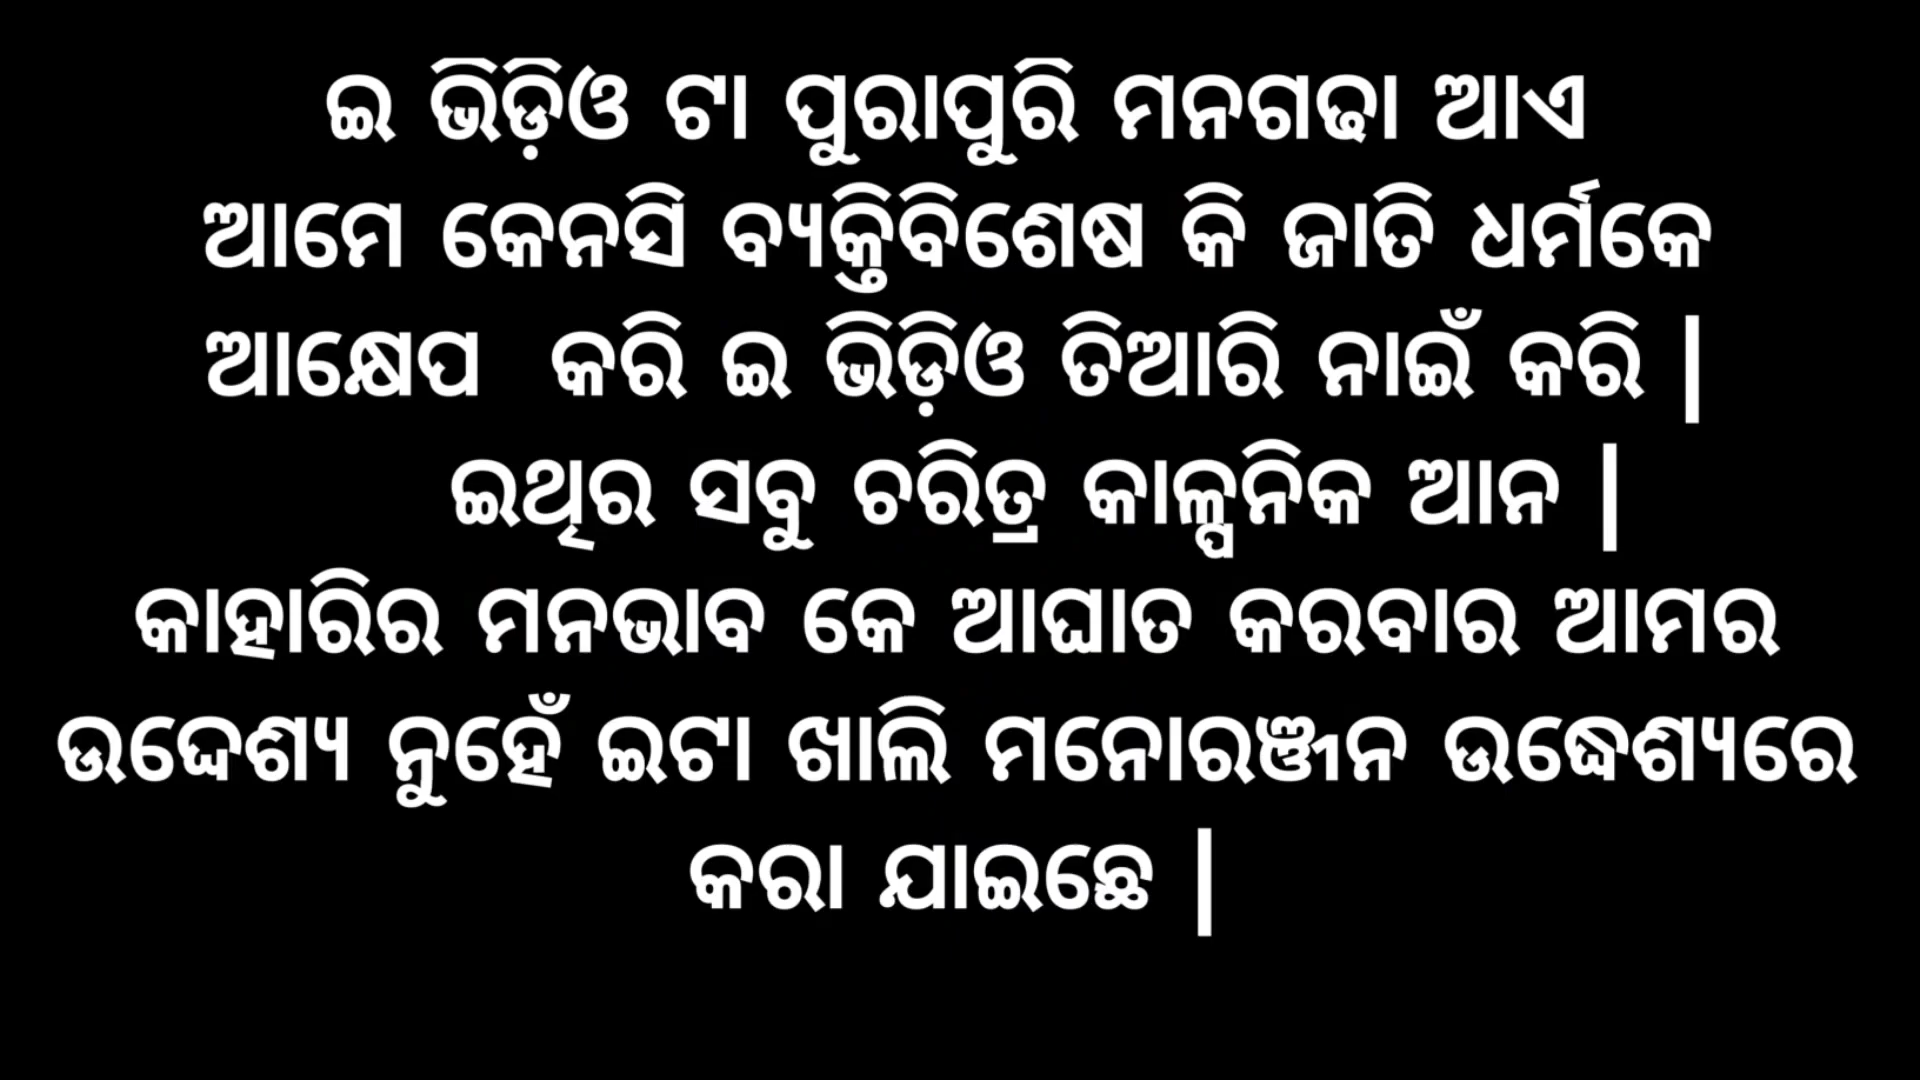 ଇ ଭିଡ଼ିଓ ଟା ପୁରାପୁରି ମନଗଢା ଆଏ
ଆମେ କେନସି ବ୍ୟକ୍ତିବିଶେଷ କି ଜାତି ଧର୍ମକେ
ଆକ୍ଷେପ କରି ଇ ଭିଡ଼ିଓ ତିଆରି ନାଇଁ କରି |
ଇଥିର ସବୁ ଚରିତ୍ର କାଳ୍ପନିକ ଆନ |
କାହାରିର ମନଭାବ କେ ଆଘାତ କରବାର ଆମର
ଉଦ୍ଦେଶ୍ୟ ନୁହେଁ ଇଟା ଖାଲି ମନୋରଞ୍ଜନ ଉଦ୍ଧେଶ୍ୟରେ
କରା ଯାଇଛେ |